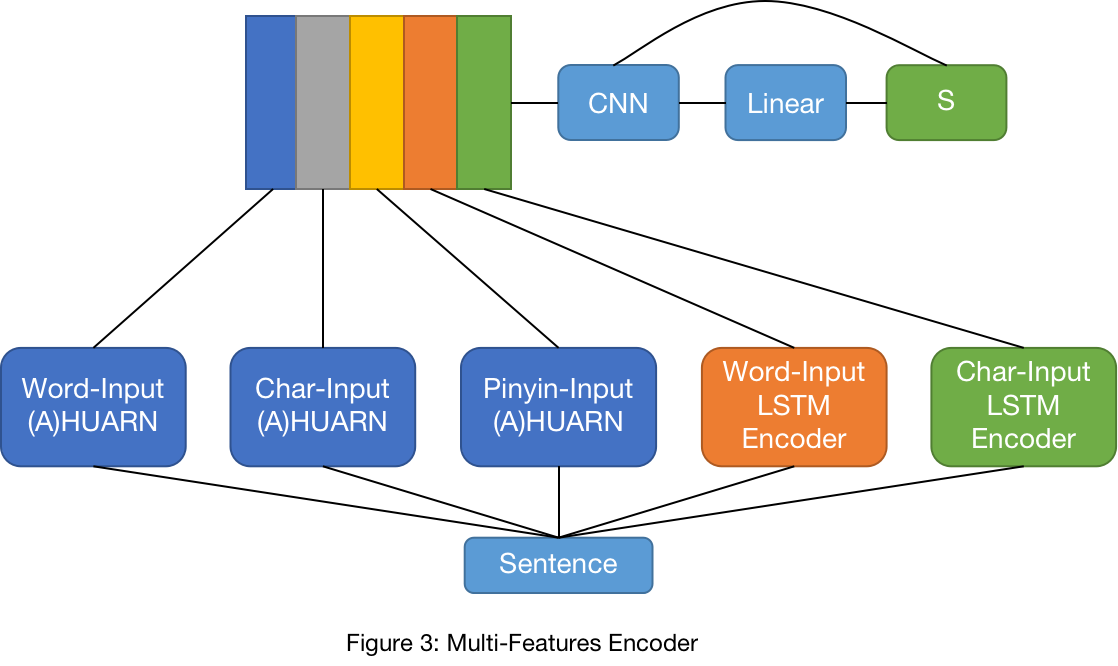 CNN
Linear
S
Word-Input
(A)HUARN
Char-Input
(A)HUARN
Pinyin-Input
(A)HUARN
Word-Input
LSTM
Encoder
Char-Input
LSTM
Encoder
Sentence
Figure 3: Multi-Features Encoder